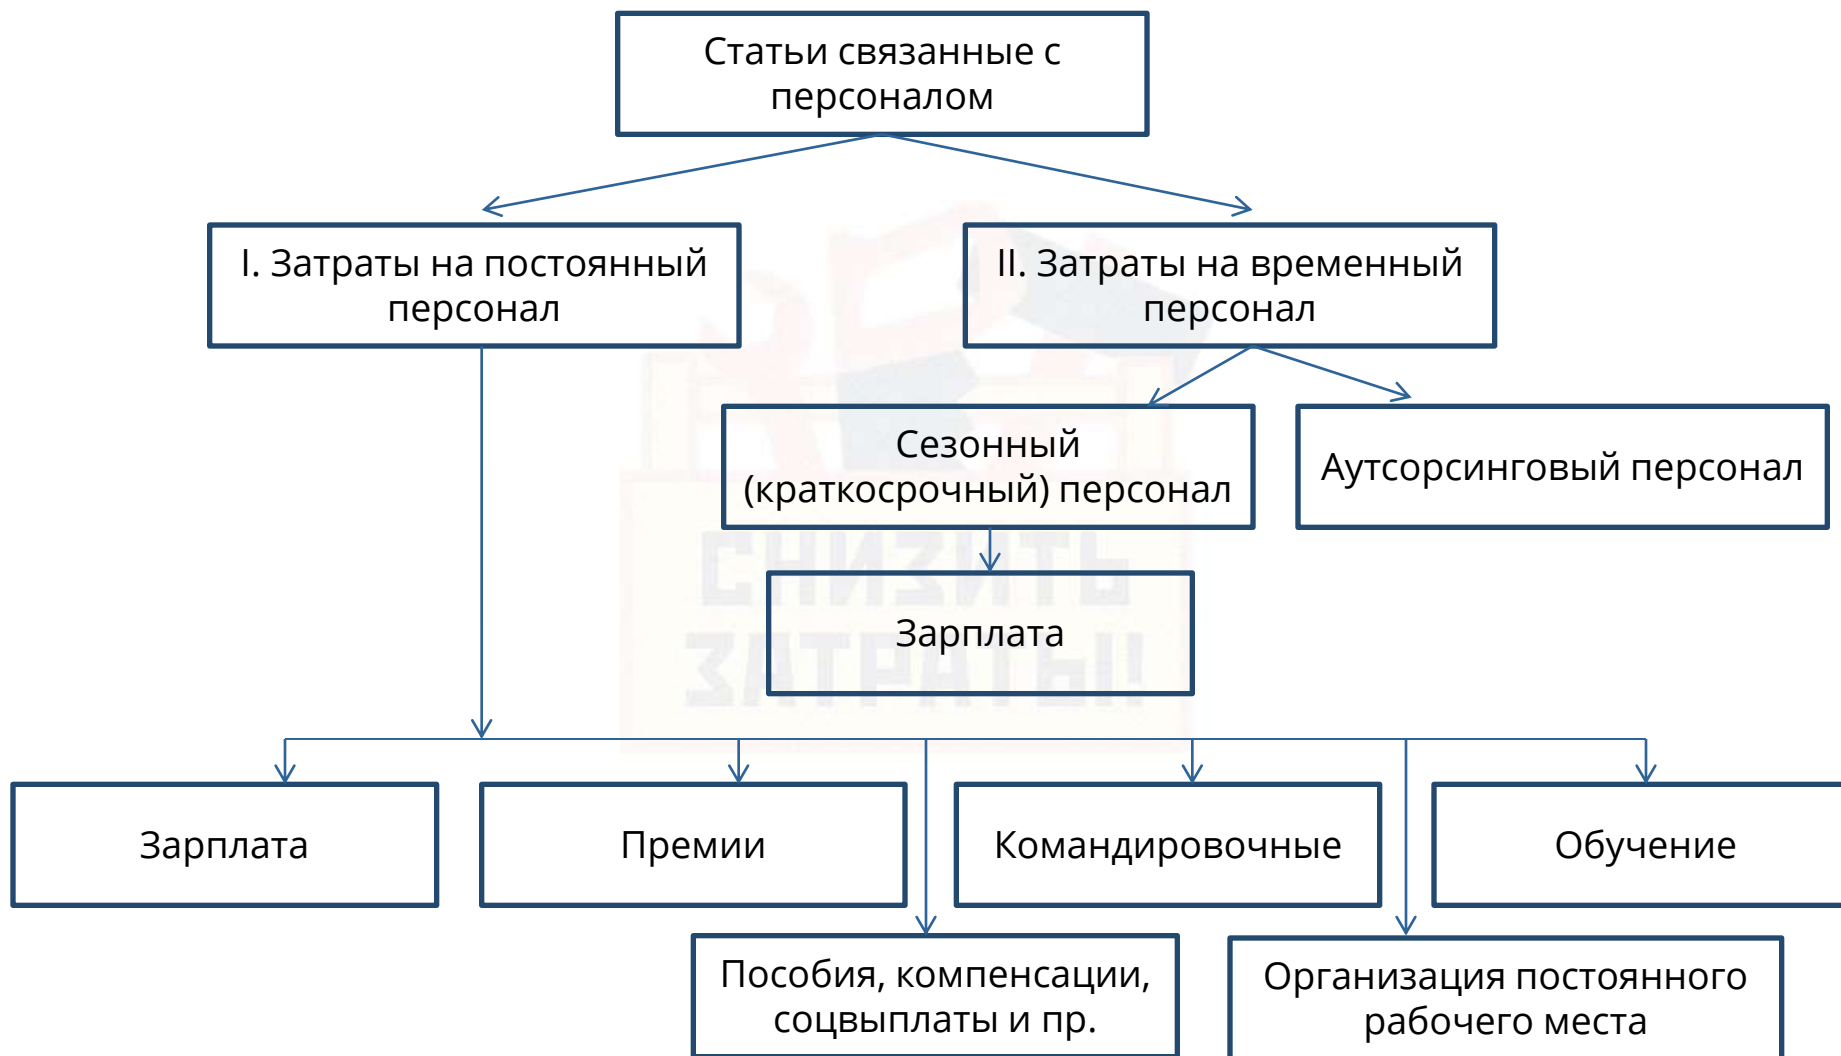 Статьи связанные с
персоналом
I. Затраты на постоянный
персонал
II. Затраты на временный
персонал
Сезонный
(краткосрочный) персонал
Аутсорсинговый персонал
СНИЗИТЬ
ЗАТРАТЫ!
Зарплата
Зарплата
Премии
Командировочные
Обучение
Пособия, компенсации,
соцвыплаты и пр.
Организация постоянного
рабочего места